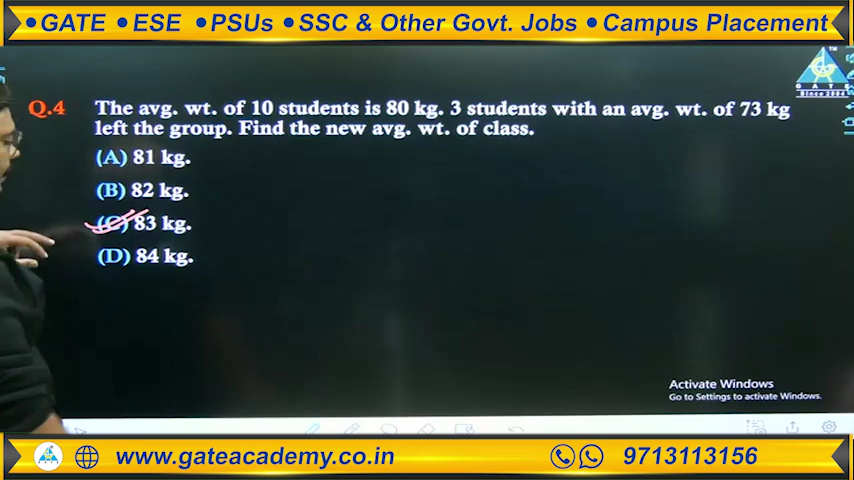 •GATE •ESE •PSUs •SSC & Other Govt. Jobs •Campus Placement
GATE
Since 2004
Q.4 The avg. wt. of 10 students is 80 kg. 3 students with an avg. wt. of 73 kg
left the group. Find the new avg. wt. of class.
(A) 81 kg.
(B) 82 kg.
(C) 83 kg.
(D) 84 kg.
Activate Windows
Go to Settings to activate Windows.
www.gateacademy.co.in 9713113156